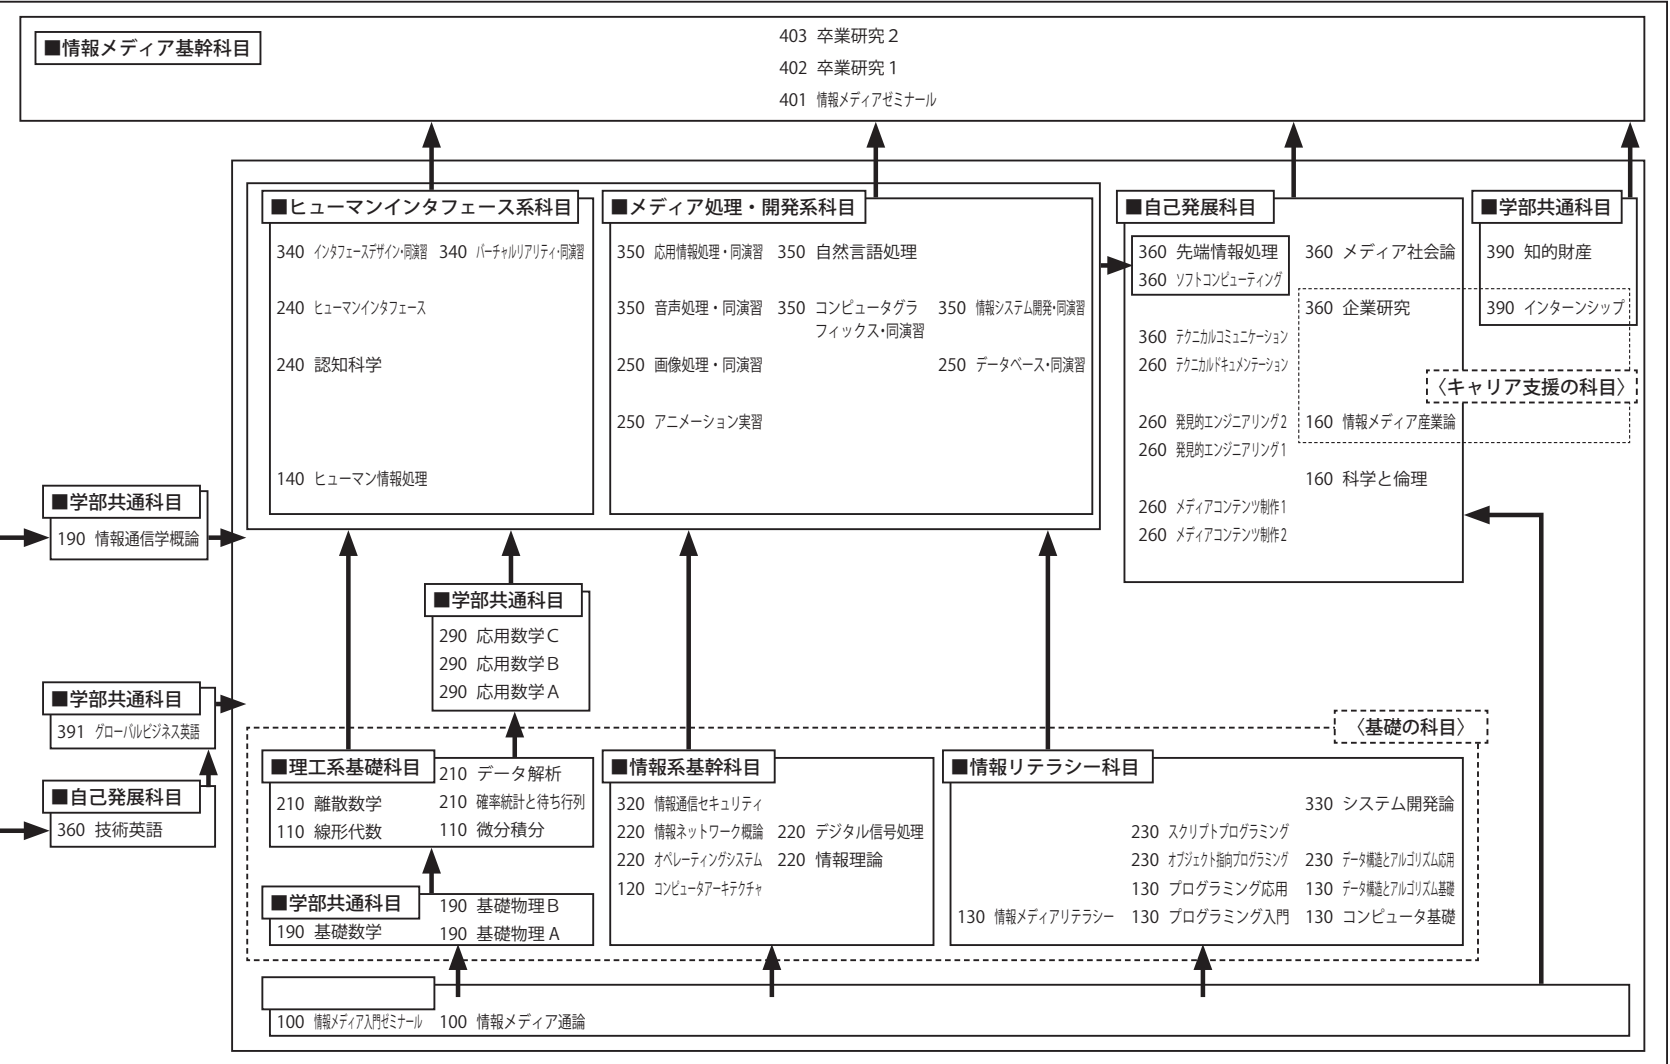 ■情報メディア基幹科目
403 卒業研究2
402 卒業研究1
401 情報メディアゼミナール
■ヒューマンインタフェース系科目
340 インタフェースデザイン・同演習 340 バーチャルリアリティ・同演習
240 ヒューマンインタフェース
240 認知科学
140 ヒューマン情報処理
■メディア処理・開発系科目
350 応用情報処理・同演習 350 自然言語処理
350 音声処理・同演習 350 コンピュータグラ 350 情報システム開発・同演習
フィックス・同演習
250 画像処理・同演習 250 データベース・同演習
250 アニメーション実習
■自己発展科目
360 先端情報処理 360 メディア社会論
360 ソフトコンピューティング
360 企業研究
360 テクニカルコミュニケーション
260 テクニカルドキュメンテーション
260 発見的エンジニアリング2 160 情報メディア産業論
260 発見的エンジニアリング1
160 科学と倫理
260 メディアコンテンツ制作1
260 メディアコンテンツ制作2
■学部共通科目
390 知的財産
390 インターンシップ
〈キャリア支援の科目〉
■学部共通科目
190 情報通信学概論
■学部共通科目
290 応用数学C
290 応用数学B
290 応用数学A
■学部共通科目
391 グローバルビジネス英語
■自己発展科目
360 技術英語
〈基礎の科目〉
■理工系基礎科目
210 データ解析
210 離散数学 210 確率統計と待ち行列
110 線形代数 110 微分積分
■学部共通科目
190 基礎物理B
190 基礎数学 190 基礎物理A
■情報系基幹科目
320 情報通信セキュリティ
220 情報ネットワーク概論 220 デジタル信号処理
220 オペレーティングシステム 220 情報理論
120 コンピュータアーキテクチャ
■情報リテラシー科目
330 システム開発論
230 スクリプトプログラミング
230 オブジェクト指向プログラミング 230 データ構造とアルゴリズム応用
130 プログラミング応用 130 データ構造とアルゴリズム基礎
130 情報メディアリテラシー 130 プログラミング入門 130 コンピュータ基礎
100 情報メディア入門ゼミナール 100 情報メディア通論